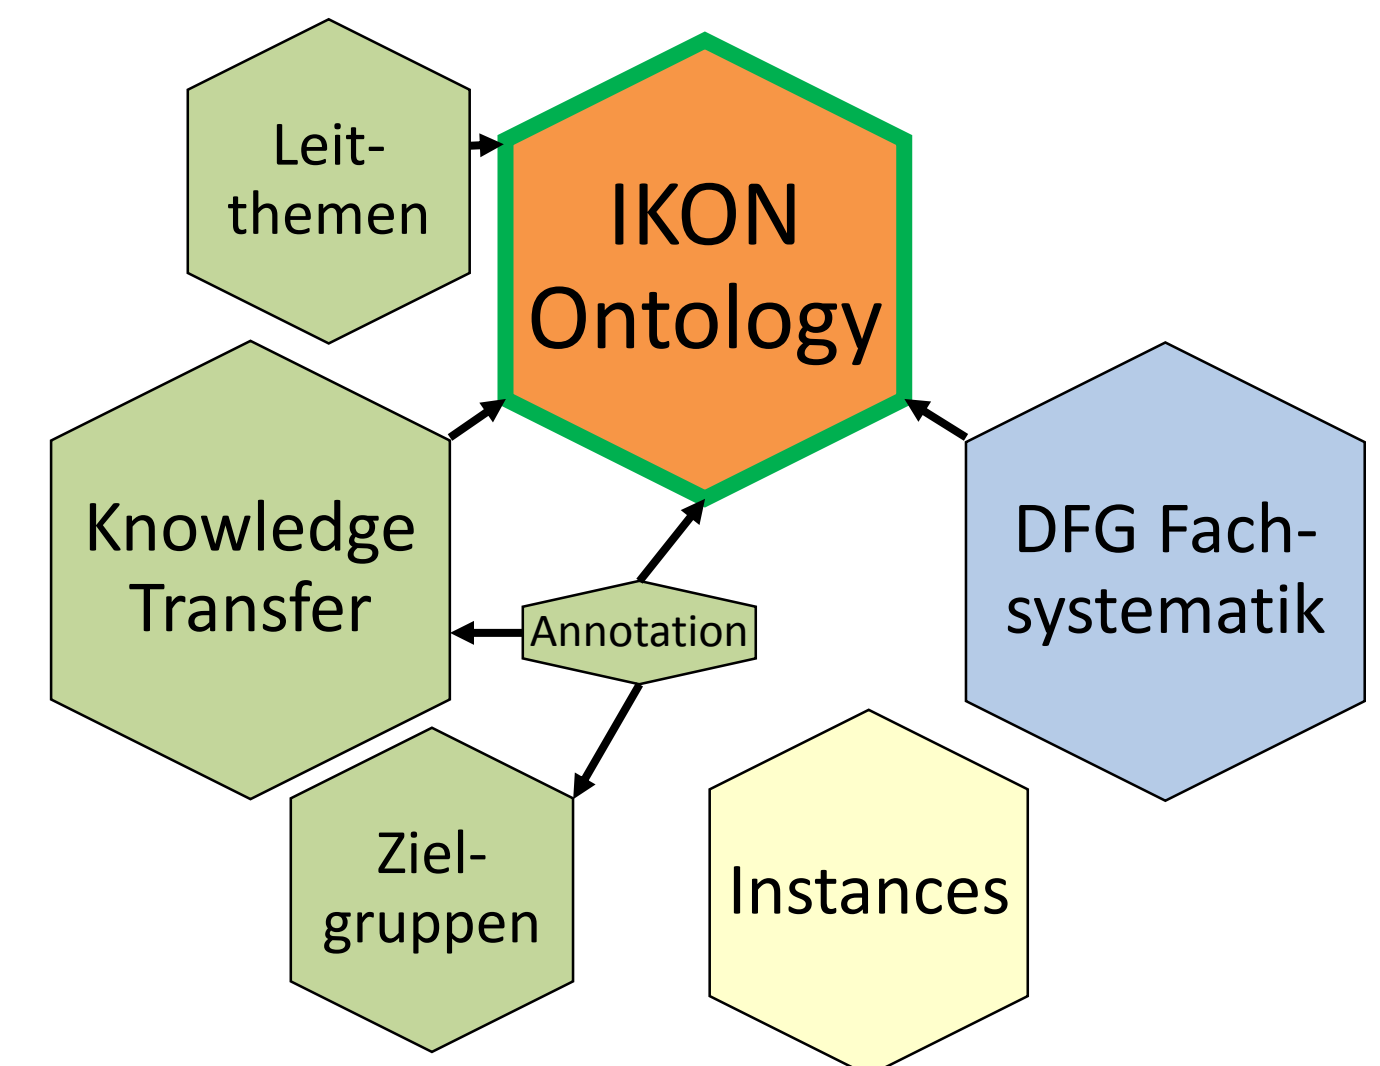 Leit-
themen
IKON
Ontology
Knowledge
Transfer
DFG Fach-
systematik
Annotation
Ziel-
gruppen
Instances